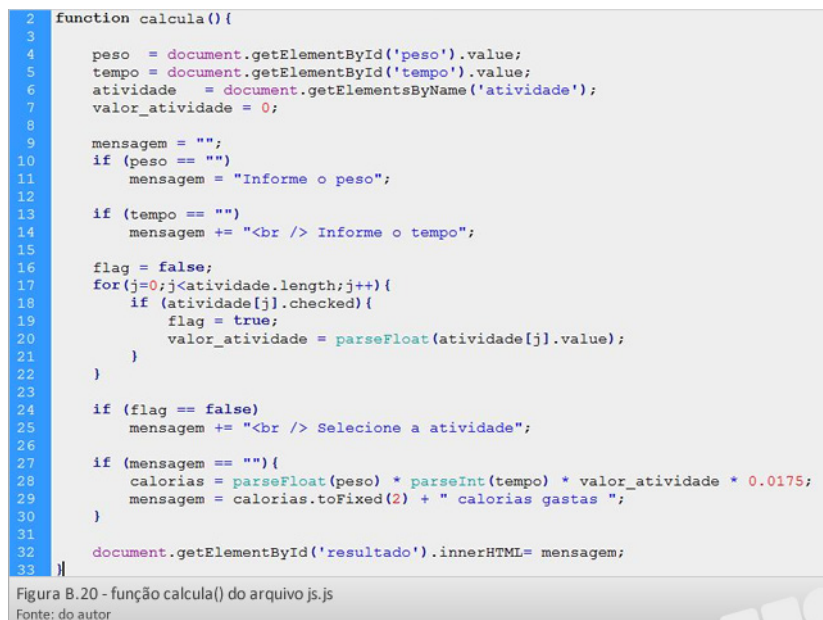 2 function calcula(){
3
4 peso = document.getElementById('peso').value;
5 tempo = document.getElementById('tempo').value;
6 atividade = document.getElementsByName('atividade');
7 valor_atividade = 0;
8
9 mensagem = "";
10 if (peso == "")
11 mensagem = "Informe o peso";
12
13 if (tempo == "")
14 mensagem += "<br /> Informe o tempo";
15
16 flag = false;
17 for(j=0;j<atividade.length;j++){
18 if (atividade[j].checked){
19 flag = true;
20 valor_atividade = parseFloat(atividade[j].value);
21 }
22 }
23
24 if (flag == false)
25 mensagem += "<br /> Selecione a atividade";
26
27 if (mensagem == ""){
28 calorias = parseFloat(peso) * parseInt(tempo) * valor_atividade * 0.0175;
29 mensagem = calorias.toFixed(2) + " calorias gastas ";
30 }
31
32 document.getElementById('resultado').innerHTML= mensagem;
33 }
Figura B.20 - função calcula() do arquivo js.js
Fonte: do autor